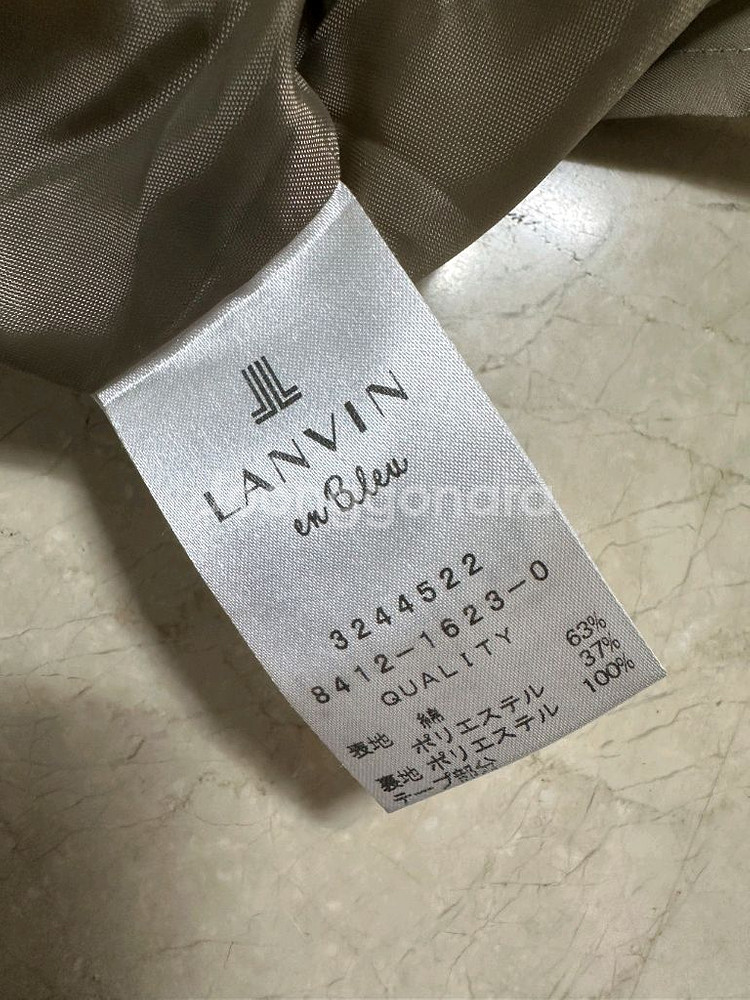 LANVIN
en Bleu
3244522
8412-1623-0
QUALITY
表地 綿 63%
ポリエステル 37%
裏地 ポリエステル 100%
テープ部分